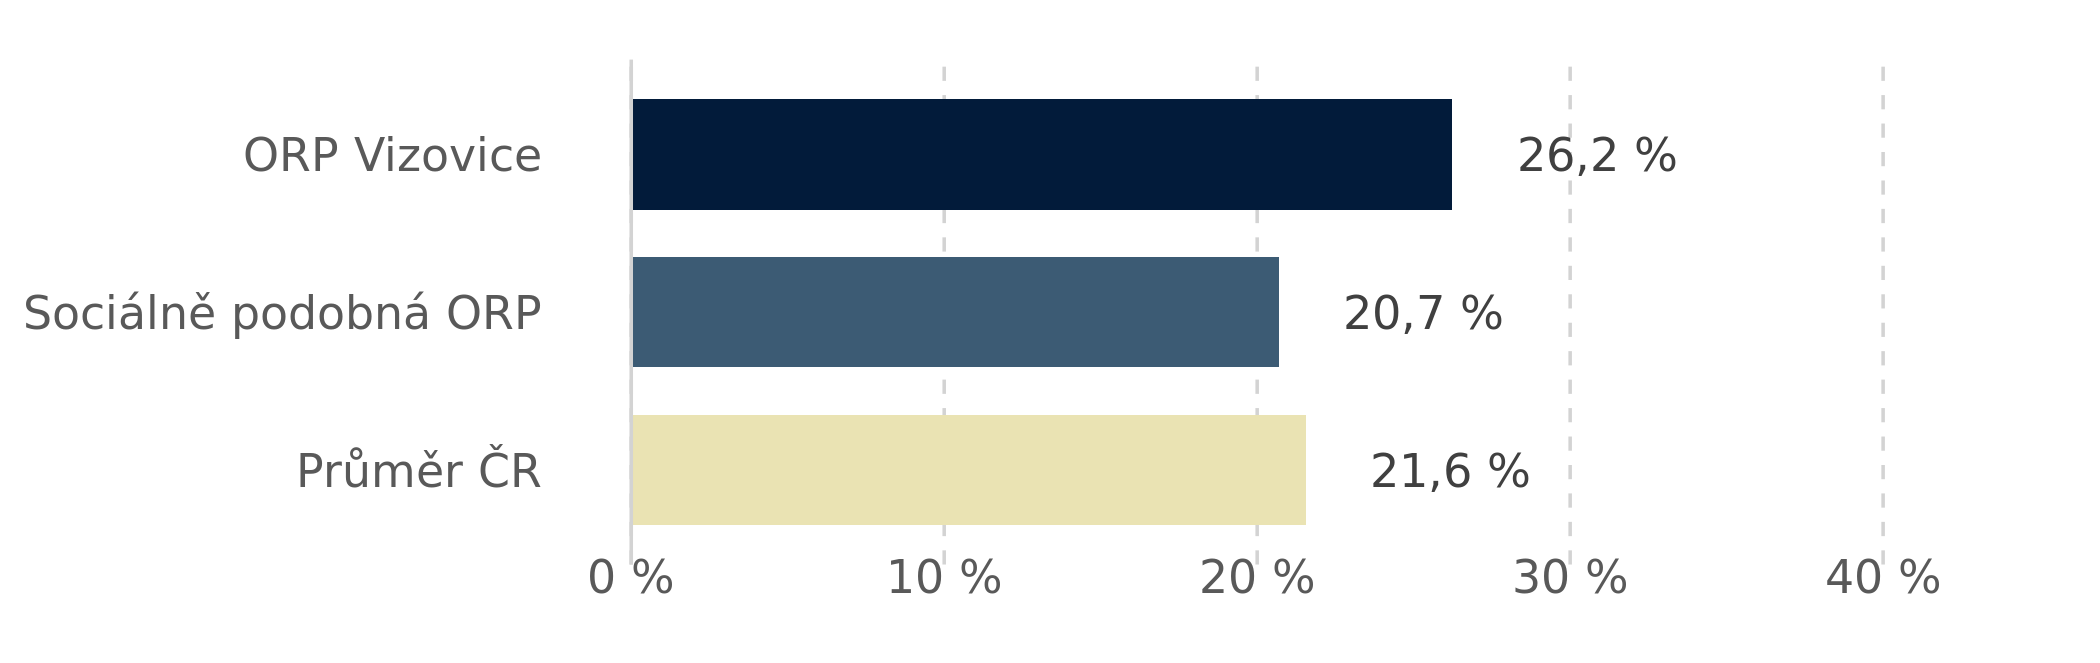 ORP Vizovice 26,2 %
Sociálně podobná ORP 20,7 %
Průměr ČR 21,6 %
0 % 10 % 20 % 30 % 40 %